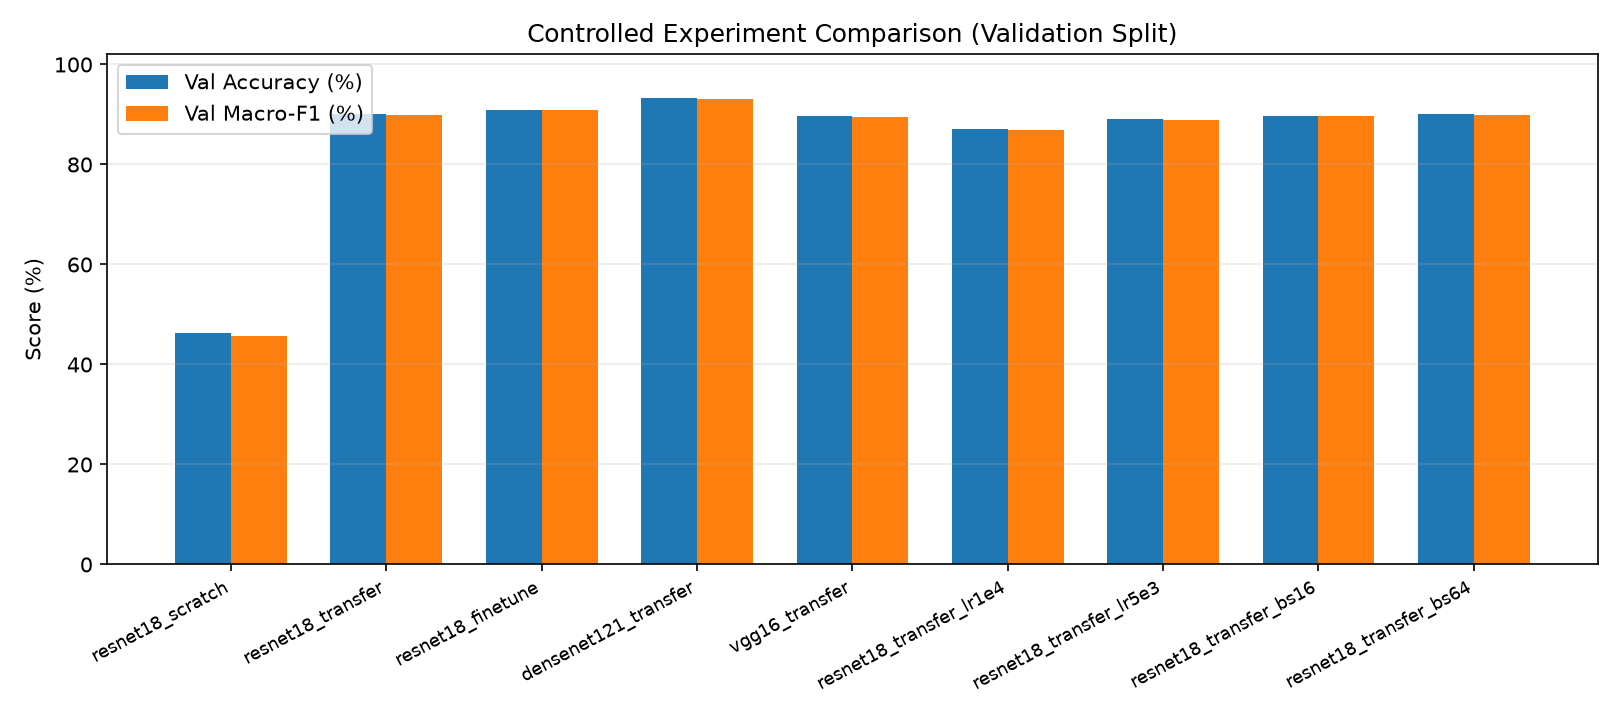 Controlled Experiment Comparison (Validation Split)
Val Accuracy (%)
Val Macro-F1 (%)
Score (%)
100
80
60
40
20
0
resnet18_scratch
resnet18_transfer
resnet18_finetune
densenet121_transfer
vgg16_transfer
resnet18_transfer_lr1e4
resnet18_transfer_lr5e3
resnet18_transfer_bs16
resnet18_transfer_bs64